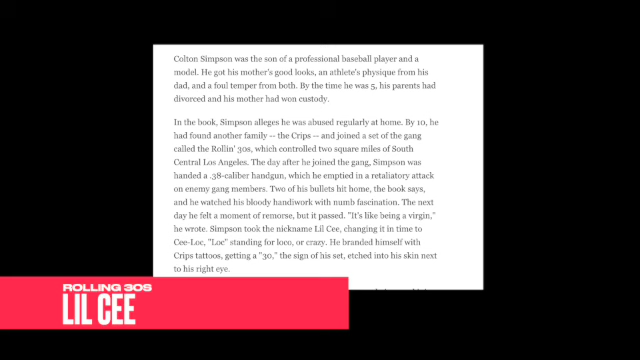 Colton Simpson was the son of a professional baseball player and a
model. He got his mother's good looks, an athlete's physique from his
dad, and a foul temper from both. By the time he was 5, his parents had
divorced and his mother had won custody.
In the book, Simpson alleges he was abused regularly at home. By 10, he
had found another family -- the Crips -- and joined a set of the gang
called the Rollin' 30s, which controlled two square miles of South
Central Los Angeles. The day after he joined the gang, Simpson was
handed a .38-caliber handgun, which he emptied in a retaliatory attack
on enemy gang members. Two of his bullets hit home, the book says,
and he watched his bloody handiwork with numb fascination. The next
day he felt a moment of remorse, but it passed. "It's like being a virgin,"
he wrote. Simpson took the nickname Lil Cee, changing it in time to
Cee-Loc, "Loc" standing for loco, or crazy. He branded himself with
Crips tattoos, getting a "30," the sign of his set, etched into his skin next
to his right eye.
ROLLING 30S
LIL CEE